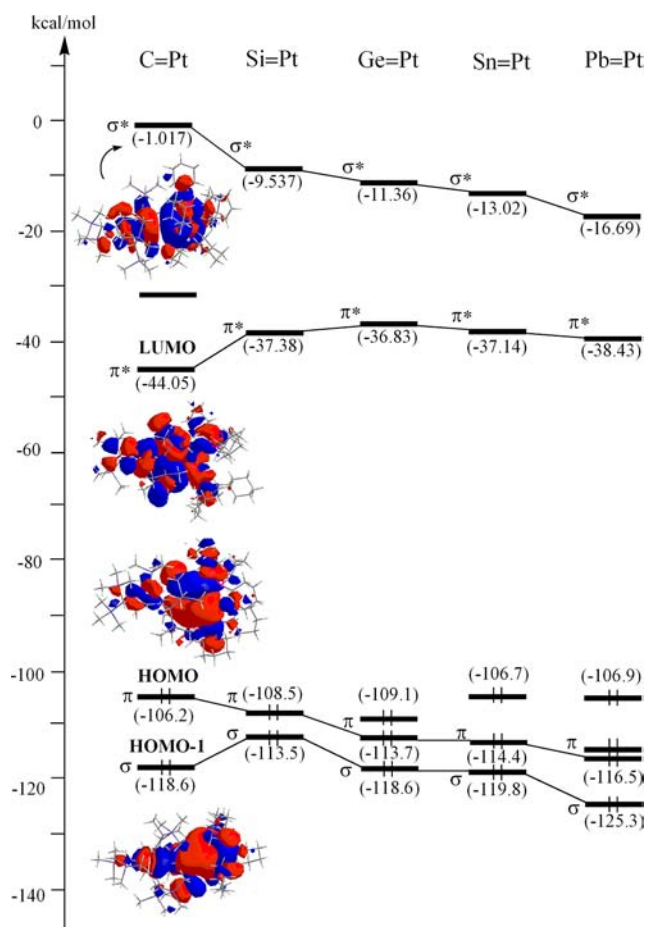 kcal/mol
C=Pt Si=Pt Ge=Pt Sn=Pt Pb=Pt
0
σ*
(-1.017)
σ*
(-9.537)
σ*
(-11.36)
σ*
(-13.02)
σ*
(-16.69)
-20
-40
LUMO
π*
(-44.05)
π*
(-37.38)
π*
(-36.83)
π*
(-37.14)
π*
(-38.43)
-60
-80
-100
HOMO
π
(-106.2)
π
(-108.5)
(-109.1)
π
(-113.7)
(-106.7)
π
(-114.4)
(-106.9)
π
(-116.5)
HOMO-1
σ
(-118.6)
σ
(-113.5)
σ
(-118.6)
σ
(-119.8)
σ
(-125.3)
-120
-140